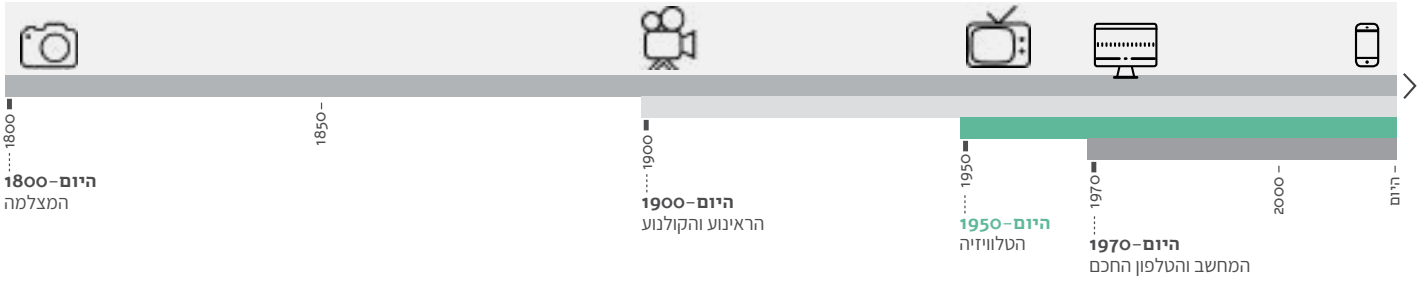 1800
1850
1900
1950
1970
2000
היום
1800-היום
המצלמה
1900-היום
הראינוע והקולנוע
1950-היום
הטלוויזיה
1970-היום
המחשב והטלפון החכם